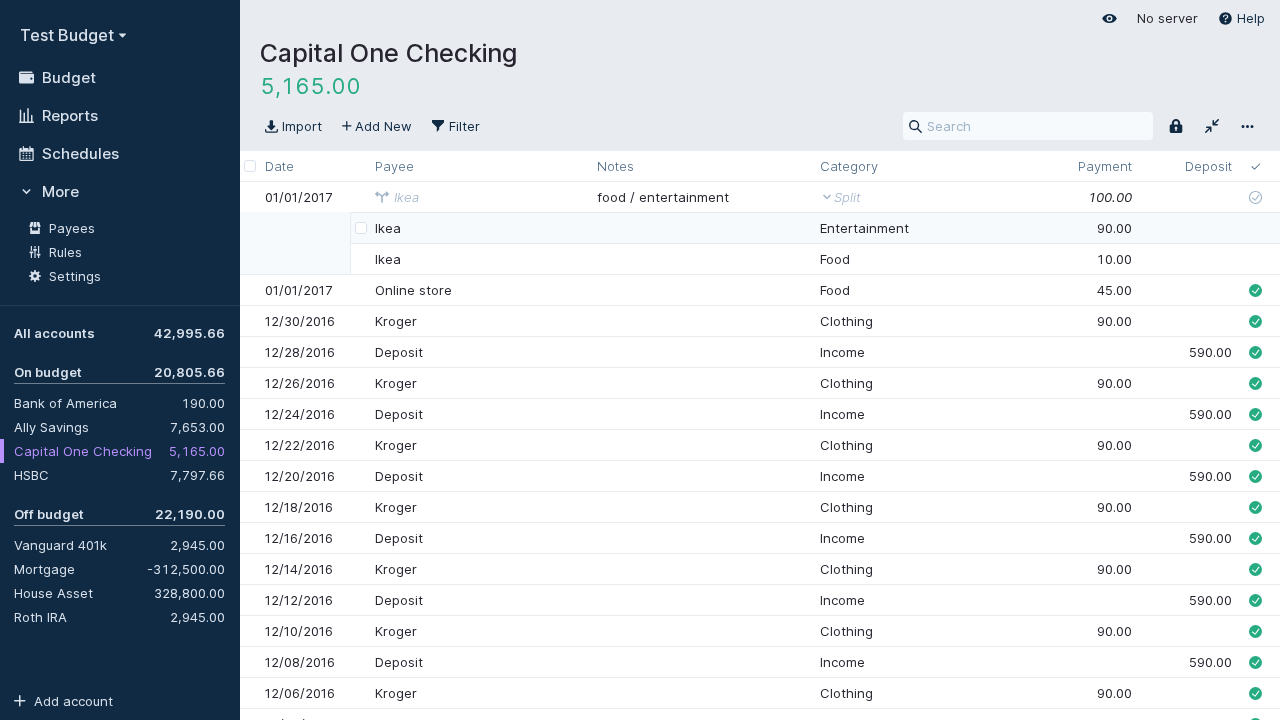 Test Budget
Budget
Reports
Schedules
More
Payees
Rules
Settings
All accounts 42,995.66
On budget 20,805.66
Bank of America 190.00
Ally Savings 7,653.00
Capital One Checking 5,165.00
HSBC 7,797.66
Off budget 22,190.00
Vanguard 401k 2,945.00
Mortgage -312,500.00
House Asset 328,800.00
Roth IRA 2,945.00
Add account
No server Help
Capital One Checking
5,165.00
Import Add New Filter Search
Date Payee Notes Category Payment Deposit
01/01/2017 Ikea food / entertainment Split 100.00
Ikea Entertainment 90.00
Ikea Food 10.00
01/01/2017 Online store Food 45.00
12/30/2016 Kroger Clothing 90.00
12/28/2016 Deposit Income 590.00
12/26/2016 Kroger Clothing 90.00
12/24/2016 Deposit Income 590.00
12/22/2016 Kroger Clothing 90.00
12/20/2016 Deposit Income 590.00
12/18/2016 Kroger Clothing 90.00
12/16/2016 Deposit Income 590.00
12/14/2016 Kroger Clothing 90.00
12/12/2016 Deposit Income 590.00
12/10/2016 Kroger Clothing 90.00
12/08/2016 Deposit Income 590.00
12/06/2016 Kroger Clothing 90.00